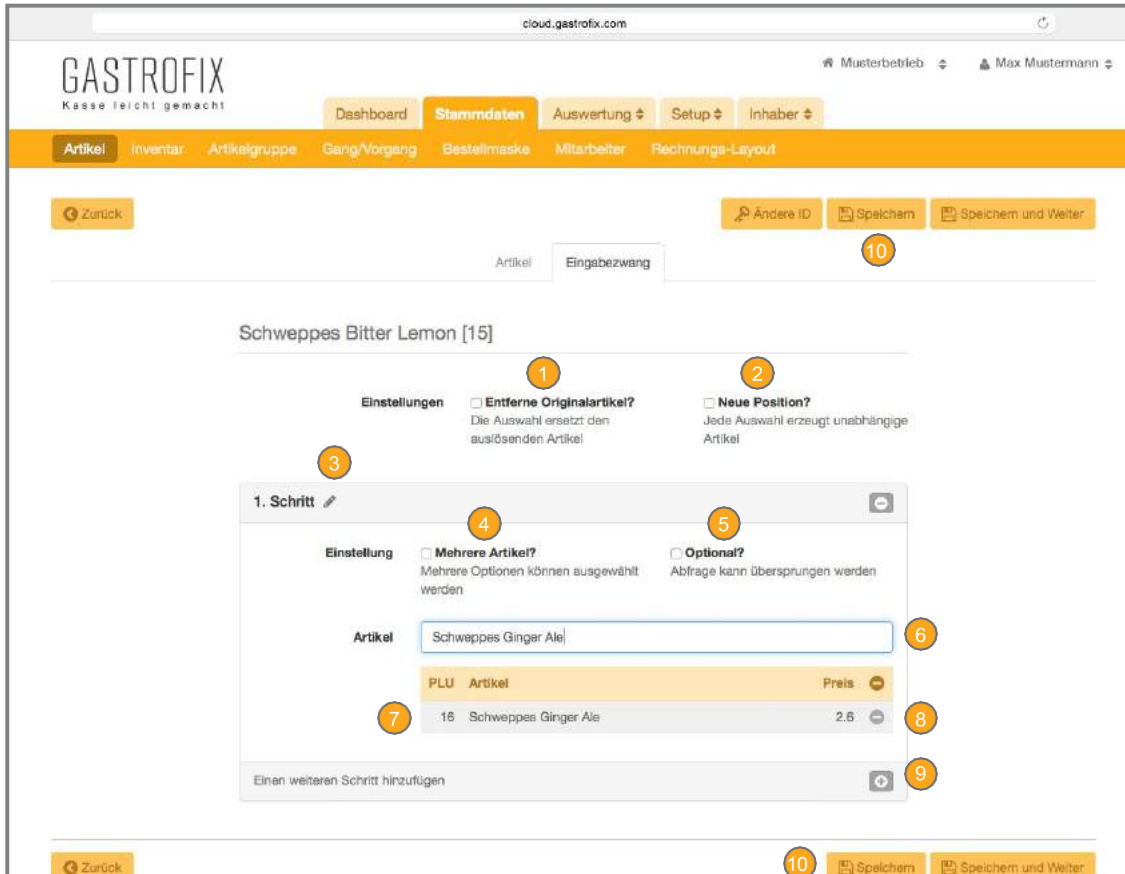 cloud.gastrofix.com
GASTROFIX
Kasse leicht gemacht
Musterbetrieb
Max Mustermann
Dashboard Stammdaten Auswertung Setup Inhaber
Artikel Inventar Artikelgruppe Gang/Vorgang Bestellmaske Mitarbeiter Rechnungs-Layout
Zurück Ändere ID Speichern Speichern und Weiter
10
Artikel Eingabezwang
Schweppes Bitter Lemon [15]
1 2
Einstellungen Entferne Originalartikel? Neue Position?
Die Auswahl ersetzt den Jede Auswahl erzeugt unabhängige
auslösenden Artikel Artikel
3
1. Schritt
4 5
Einstellung Mehrere Artikel? Optional?
Mehrere Optionen können ausgewählt Abfrage kann übersprungen werden
werden
Artikel Schweppes Ginger Ale 6
PLU Artikel Preis
7 16 Schweppes Ginger Ale 2.6 8
Einen weiteren Schritt hinzufügen 9
Zurück 10 Speichern Speichern und Weiter